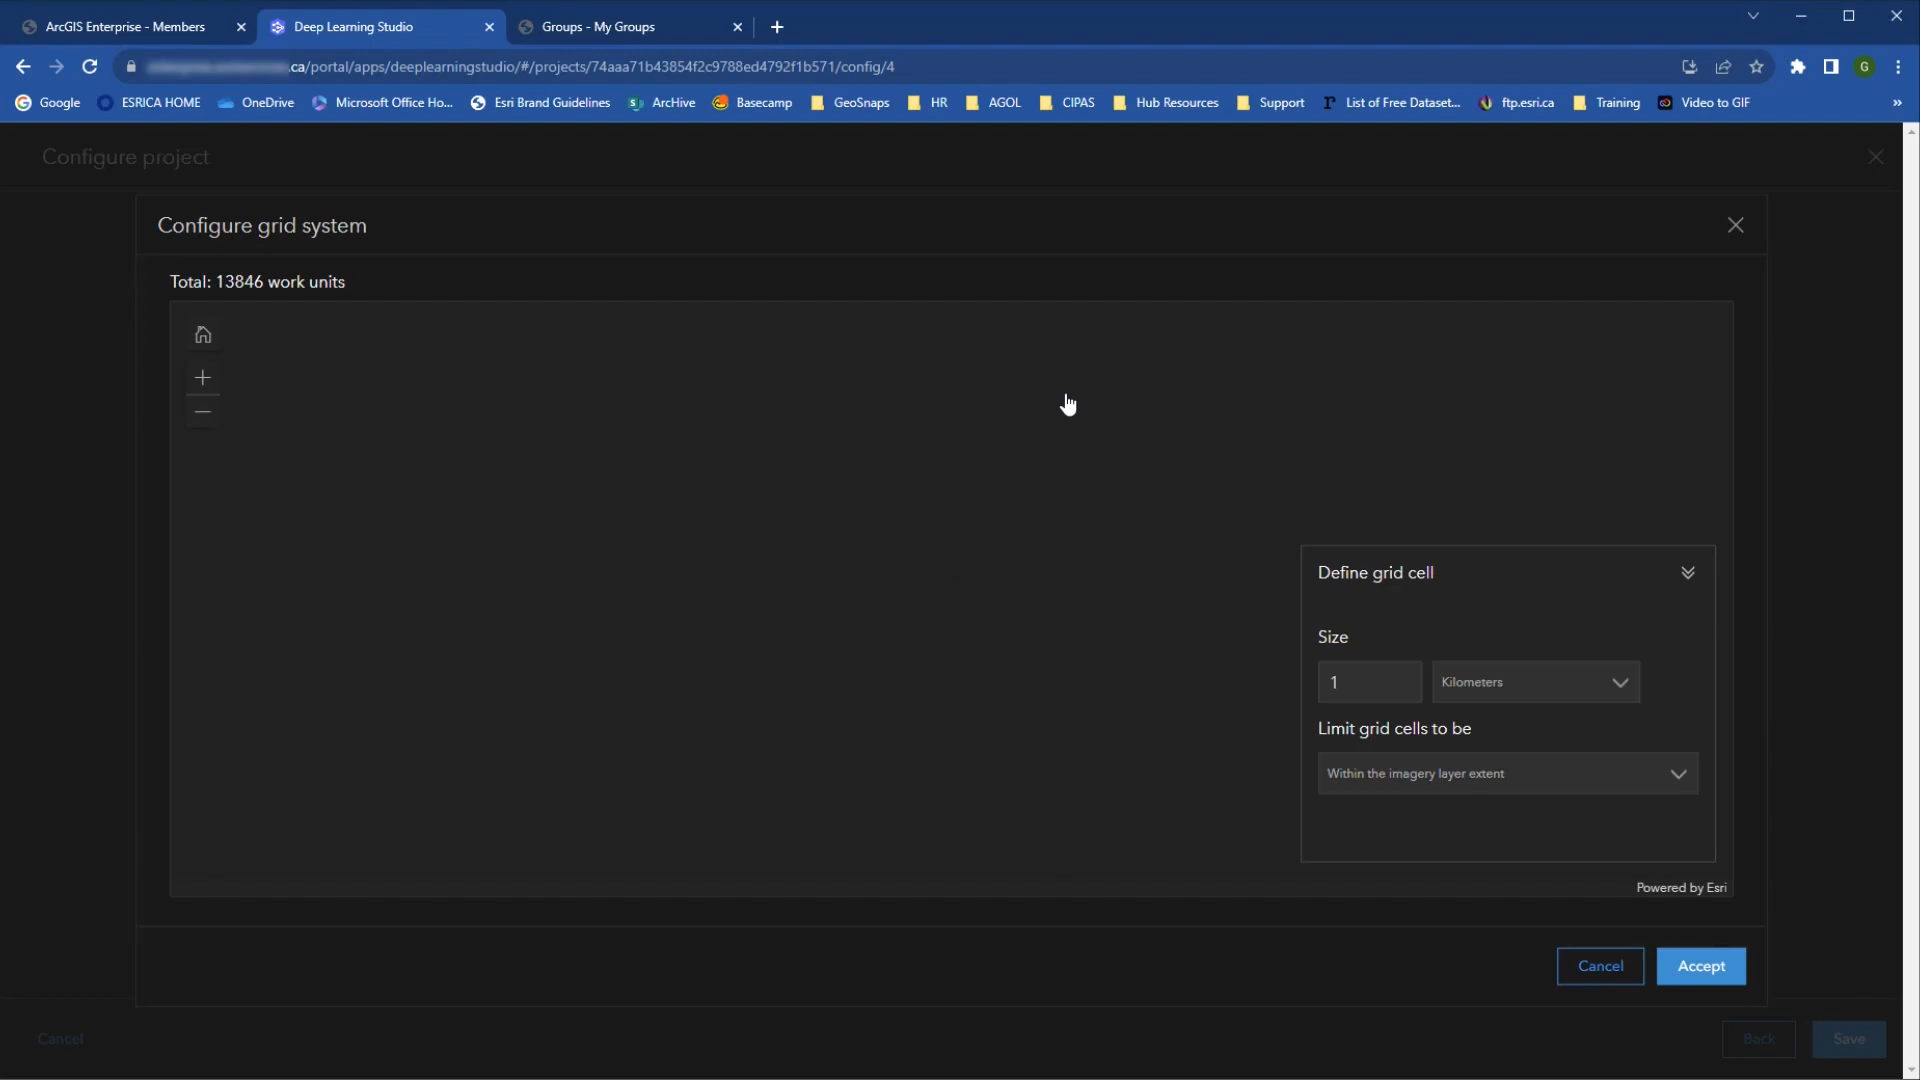 ArcGIS Enterprise - Members
Deep Learning Studio
Groups - My Groups
.ca/portal/apps/deeplearningstudio/#/projects/74aaa71b43854f2c9788ed4792f1b571/config/4
G
Google
ESRICA HOME
OneDrive
Microsoft Office Ho...
Esri Brand Guidelines
ArcHive
Basecamp
GeoSnaps
HR
AGOL
CIPAS
Hub Resources
Support
List of Free Dataset...
ftp.esri.ca
Training
Video to GIF
»
Configure project
Configure grid system
Total: 13846 work units
Define grid cell
Size
1
Kilometers
Limit grid cells to be
Within the imagery layer extent
Powered by Esri
Cancel
Accept
Cancel
Back
Save